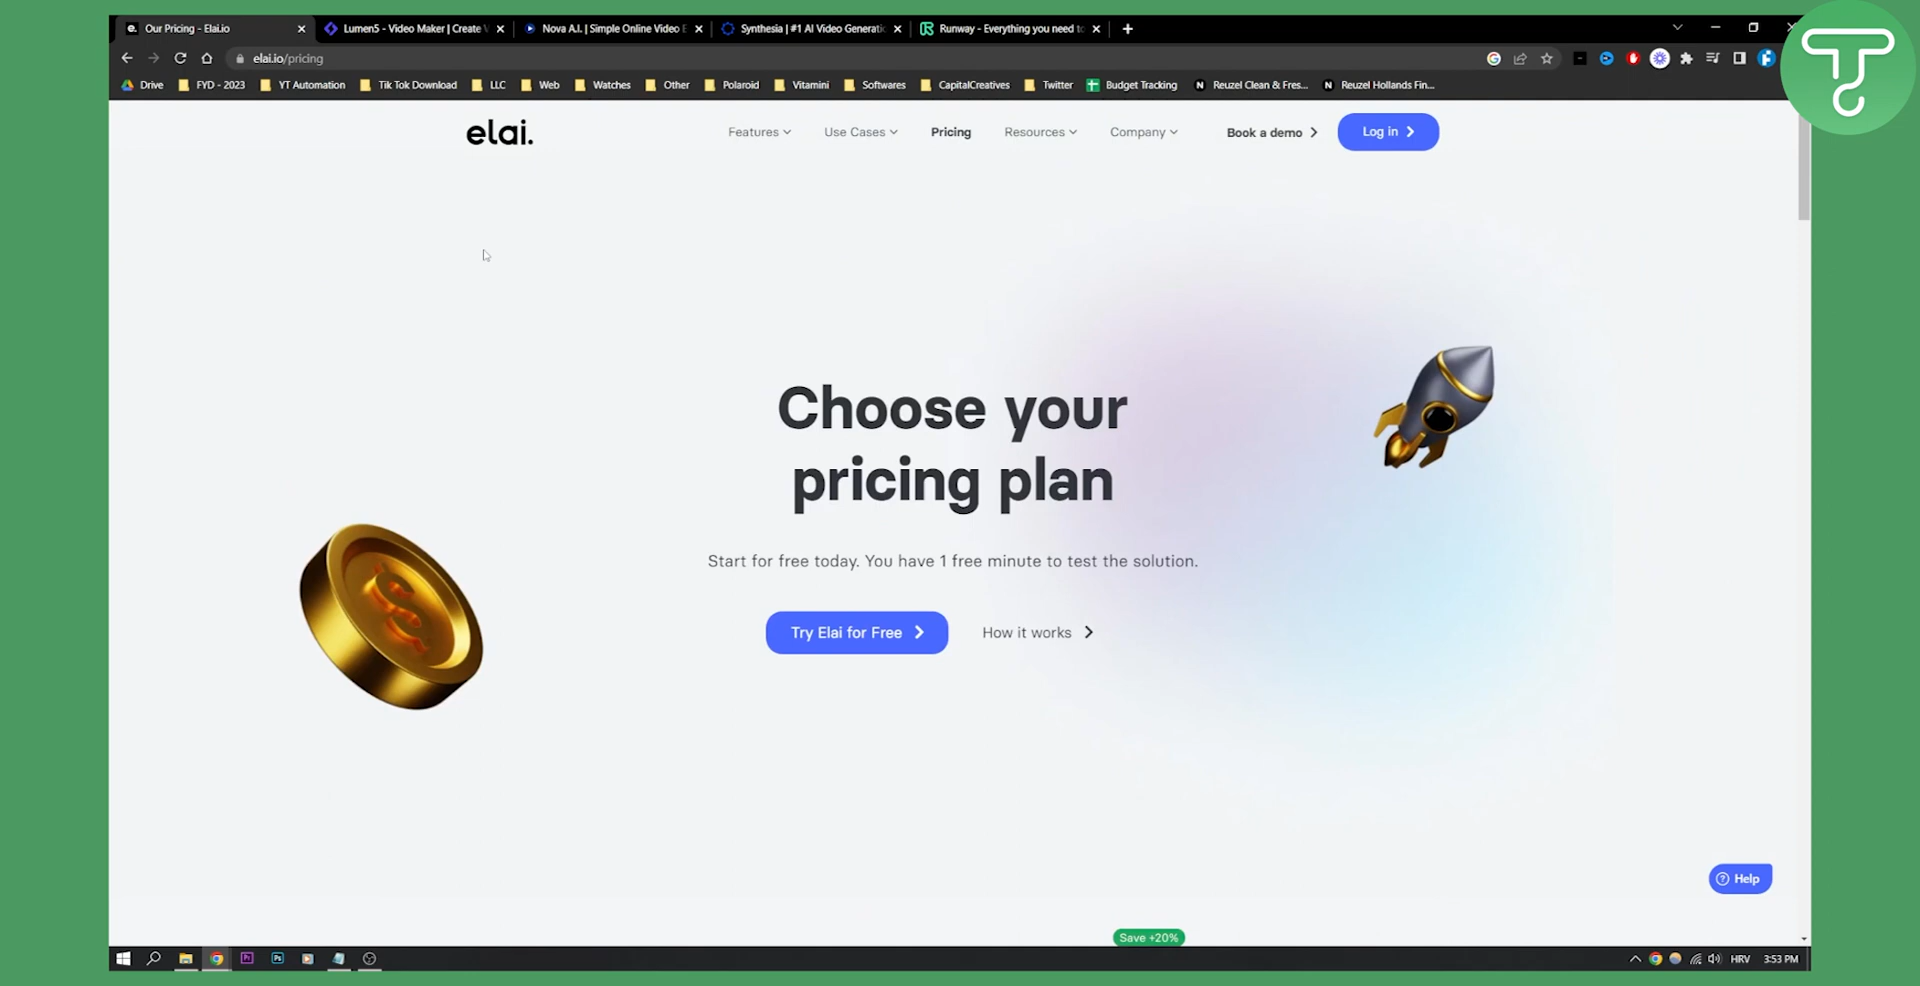 Our Pricing - Elai.io
Lumen5 - Video Maker | Create V
Nova A.I. | Simple Online Video E
Synthesia | #1 AI Video Generati
Runway - Everything you need to
elai.io/pricing
Drive FYD - 2023 YT Automation Tik Tok Download LLC Web Watches Other Polaroid Vitamini Softwares CapitalCreatives Twitter Budget Tracking Reuzel Clean & Fres... Reuzel Hollands Fin...
elai. Features Use Cases Pricing Resources Company Book a demo Log in
Choose your
pricing plan
Start for free today. You have 1 free minute to test the solution.
Try Elai for Free How it works
Help
Save +20%
HRV 3:53 PM